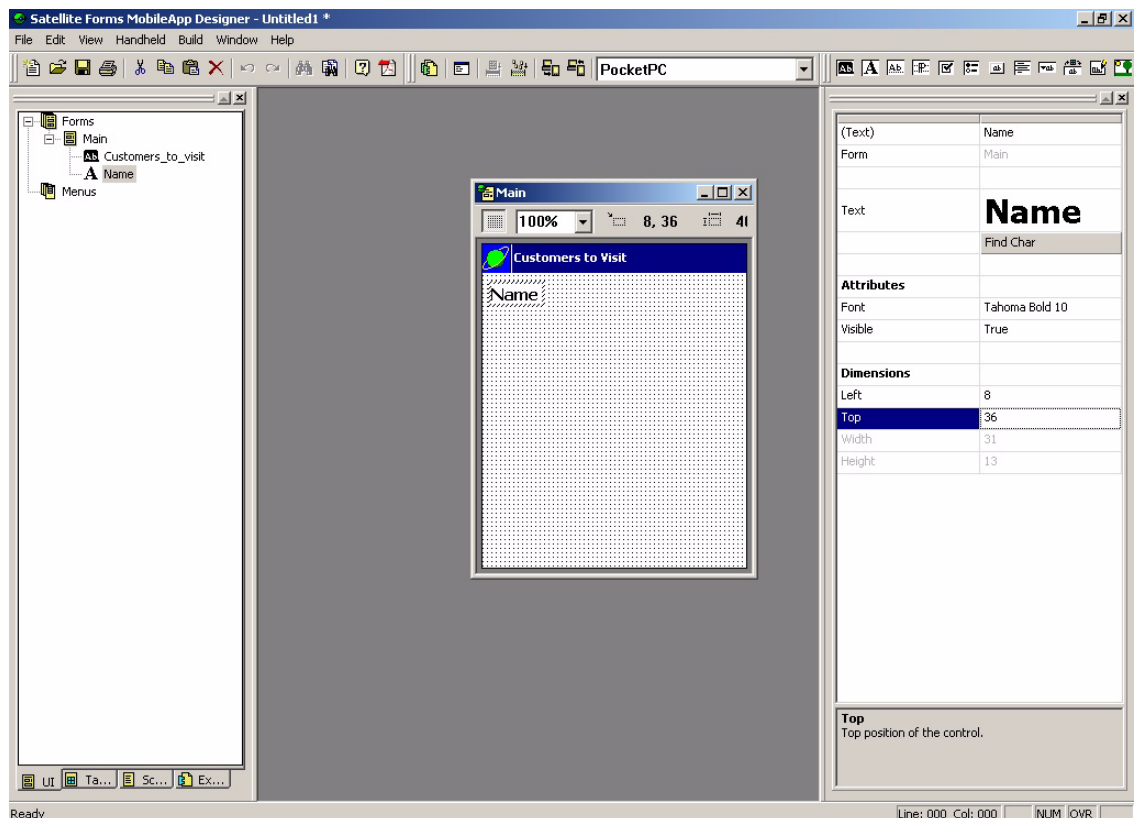 Satellite Forms MobileApp Designer - Untitled1 *
File Edit View Handheld Build Window Help
PocketPC
Forms
Main
Customers_to_visit
Name
Menus
Main
100% 8, 36
Customers to Visit
Name
(Text) Name
Form Main
Text Name
Find Char
Attributes
Font Tahoma Bold 10
Visible True
Dimensions
Left 8
Top 36
Width 31
Height 13
Top
Top position of the control.
UI Ta... Sc... Ex...
Ready Line: 000 Col: 000 NUM OVR